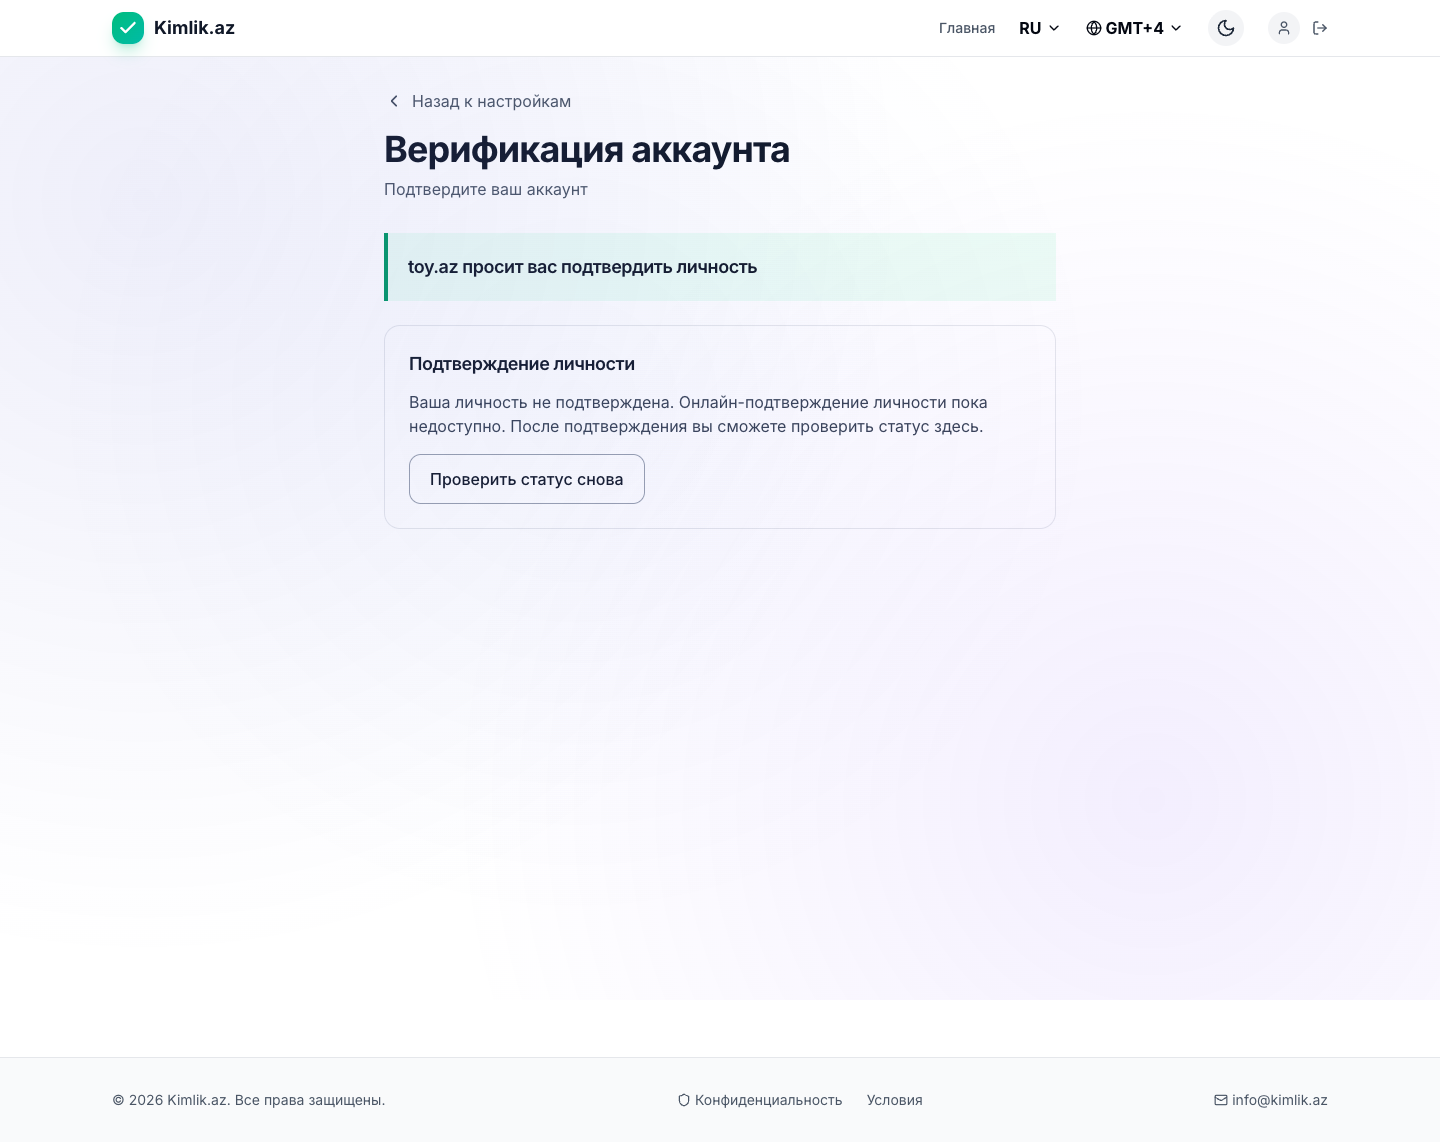 Kimlik.az
Главная
RU
GMT+4
Назад к настройкам
Верификация аккаунта
Подтвердите ваш аккаунт
toy.az просит вас подтвердить личность
Подтверждение личности
Ваша личность не подтверждена. Онлайн-подтверждение личности пока
недоступно. После подтверждения вы сможете проверить статус здесь.
Проверить статус снова
© 2026 Kimlik.az. Все права защищены.
Конфиденциальность
Условия
info@kimlik.az